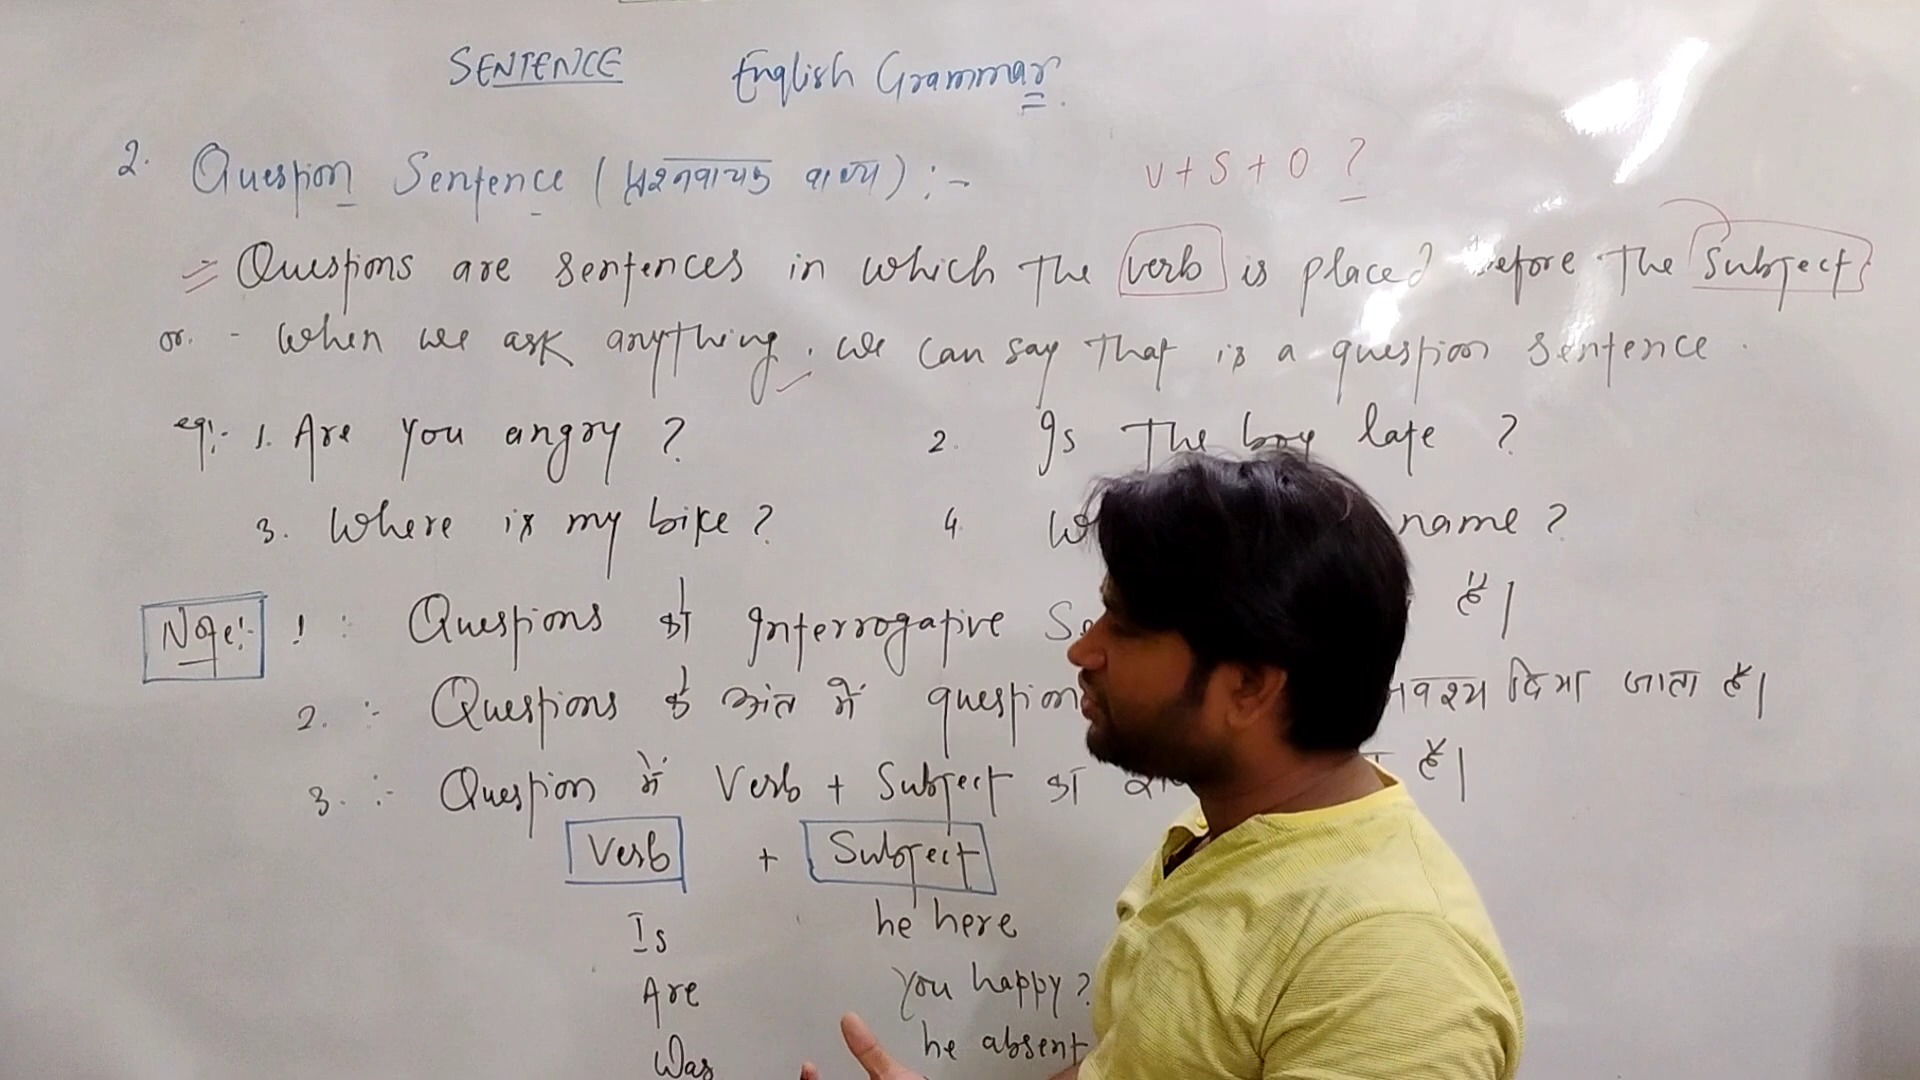 SENTENCE English Grammar
2. Question Sentence (प्रश्नवाचक वाक्य) :-
V + S + O ?
Questions are sentences in which the verb is placed before the Subject
or. - When we ask anything, we can say that is a question sentence.
eg:- 1. Are you angry ? 2. Is the boy late ?
3. Where is my bike ? 4. name ?
Note:- 1 : Questions को Interrogative है।
2. :- Questions के अंत में question दिया जाता है।
3. :- Question में Verb + Subject का है।
Verb + Subject
Is he here
Are you happy ?
Was he absent